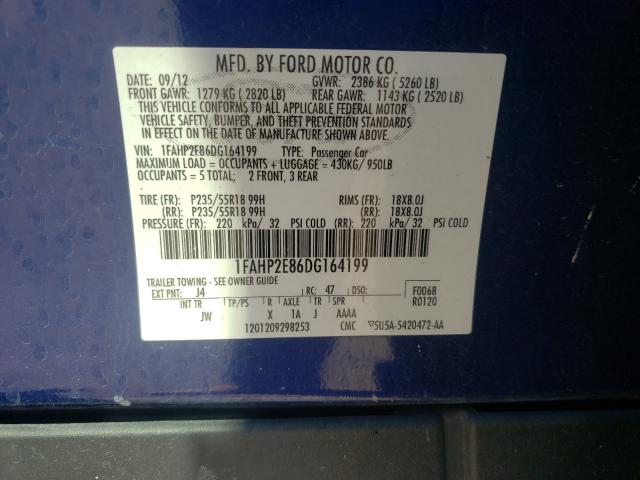 MFD. BY FORD MOTOR CO.
DATE: 09/12 GVWR: 2386 KG ( 5260 LB)
FRONT GAWR: 1279 KG ( 2820 LB) REAR GAWR: 1143 KG ( 2520 LB)
THIS VEHICLE CONFORMS TO ALL APPLICABLE FEDERAL MOTOR
VEHICLE SAFETY, BUMPER, AND THEFT PREVENTION STANDARDS
IN EFFECT ON THE DATE OF MANUFACTURE SHOWN ABOVE.
VIN: 1FAHP2E86DG164199 TYPE: Passenger Car
MAXIMUM LOAD = OCCUPANTS + LUGGAGE = 430KG/ 950LB
OCCUPANTS = 5 TOTAL; 2 FRONT, 3 REAR
TIRE (FR): P235/55R18 99H RIMS (FR): 18X8.0J
(RR): P235/55R18 99H (RR): 18X8.0J
PRESSURE (FR): 220 kPa/ 32 PSI COLD (RR): 220 kPa/ 32 PSI COLD
1FAHP2E86DG164199
TRAILER TOWING - SEE OWNER GUIDE
EXT PNT: J4 RC: 47 DSO: F0068
INT TR TP/PS R AXLE TR SPR R0120
JW X 1A J AAAA
1201209298253 CMC ▽5U5A-5420472-AA